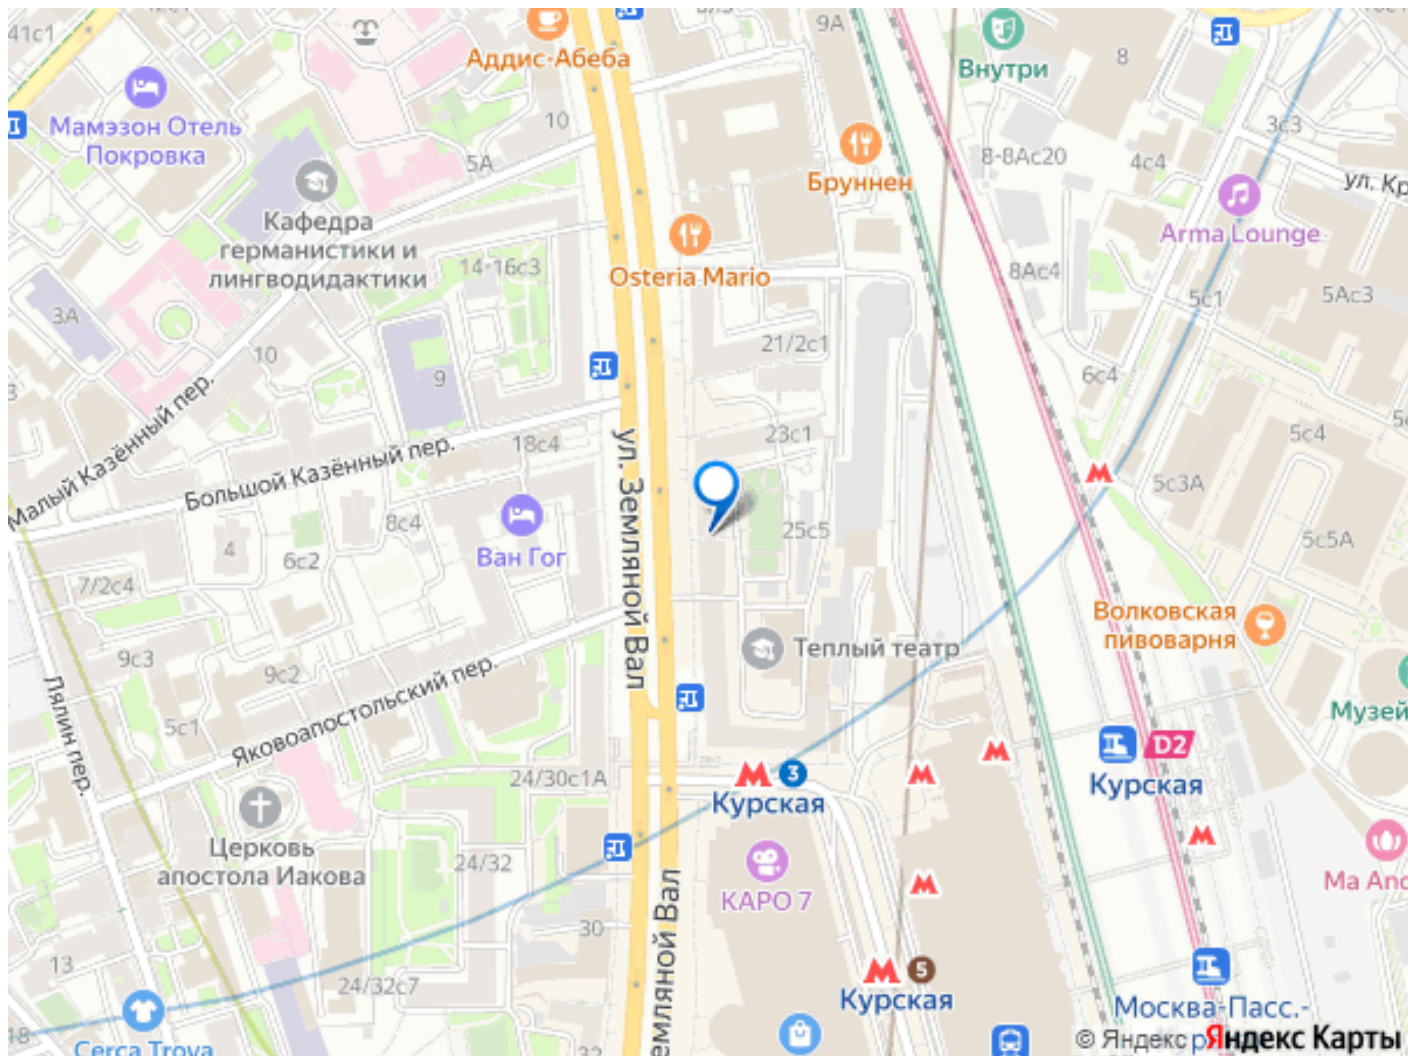 41с1
Аддис-Абеба
9А
Внутри
8
Мамэзон Отель
Покровка
10
5А
Кафедра
германистики и
лингводидактики
14-16с3
Бруннен
8-8Ас20
3с3
4с4
ул. Кр
Arma Lounge
Osteria Mario
8Ас4
5с1
5Ас3
3А
10
9
21/2с1
6с4
Малый Казённый пер.
Большой Казённый пер.
18с4
ул. Земляной Вал
23с1
5с4
5с3А
8с4
4
6с2
Ван Гог
25с5
5с5А
7/2с4
Волковская
пивоварня
9с3
9с2
Теплый театр
Лялин пер.
5с1
Яковоапостольский пер.
Музей
D2
Курская
24/30с1А
3
Курская
Церковь
апостола Иакова
24/32
КАРО 7
Ma And
Земляной Вал
30
13
24/32с7
5
Курская
Москва-Пасс.-
18
Cerca Trova
32
© Яндекс
Яндекс Карты